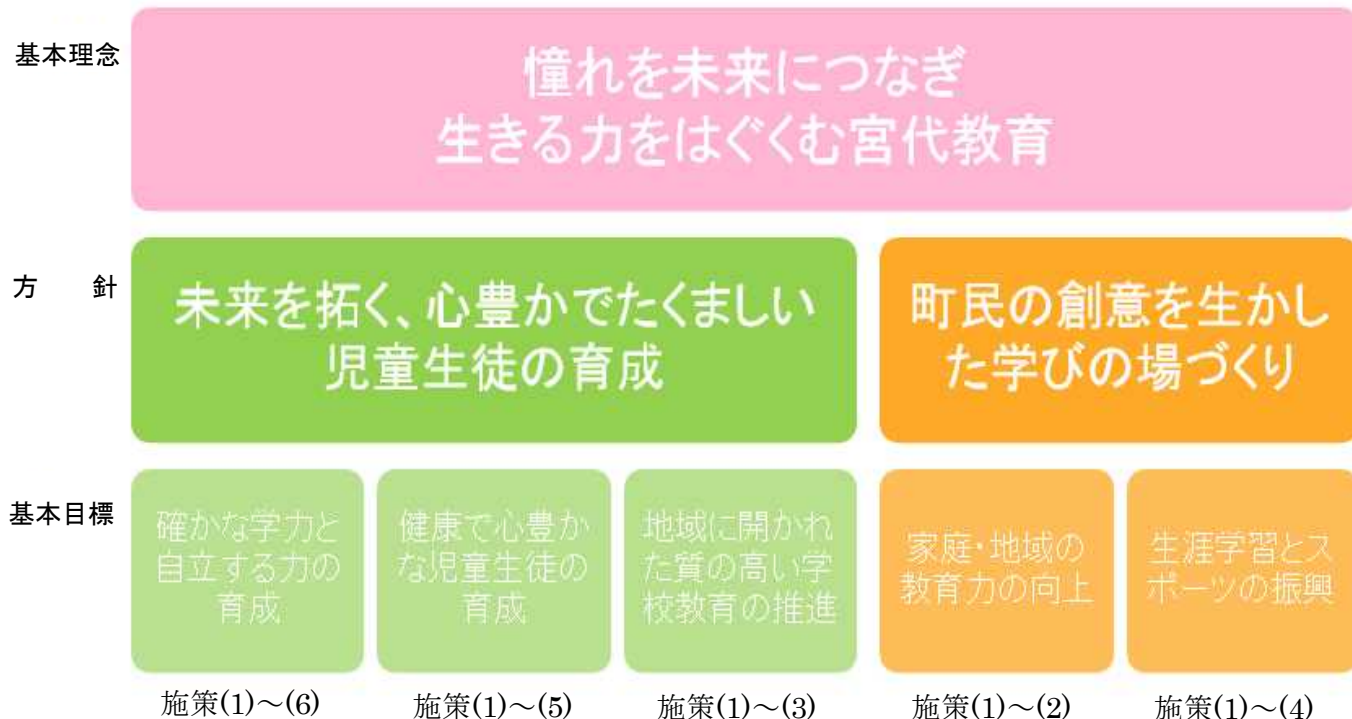 基本理念
憧れを未来につなぎ
生きる力をはぐくむ宮代教育
方　　針
未来を拓く、心豊かでたくましい
児童生徒の育成
町民の創意を生かし
た学びの場づくり
基本目標
確かな学力と
自立する力の
育成
健康で心豊か
な児童生徒の
育成
地域に開かれ
た質の高い学
校教育の推進
家庭・地域の
教育力の向上
生涯学習とス
ポーツの振興
施策(1)～(6)
施策(1)～(5)
施策(1)～(3)
施策(1)～(2)
施策(1)～(4)